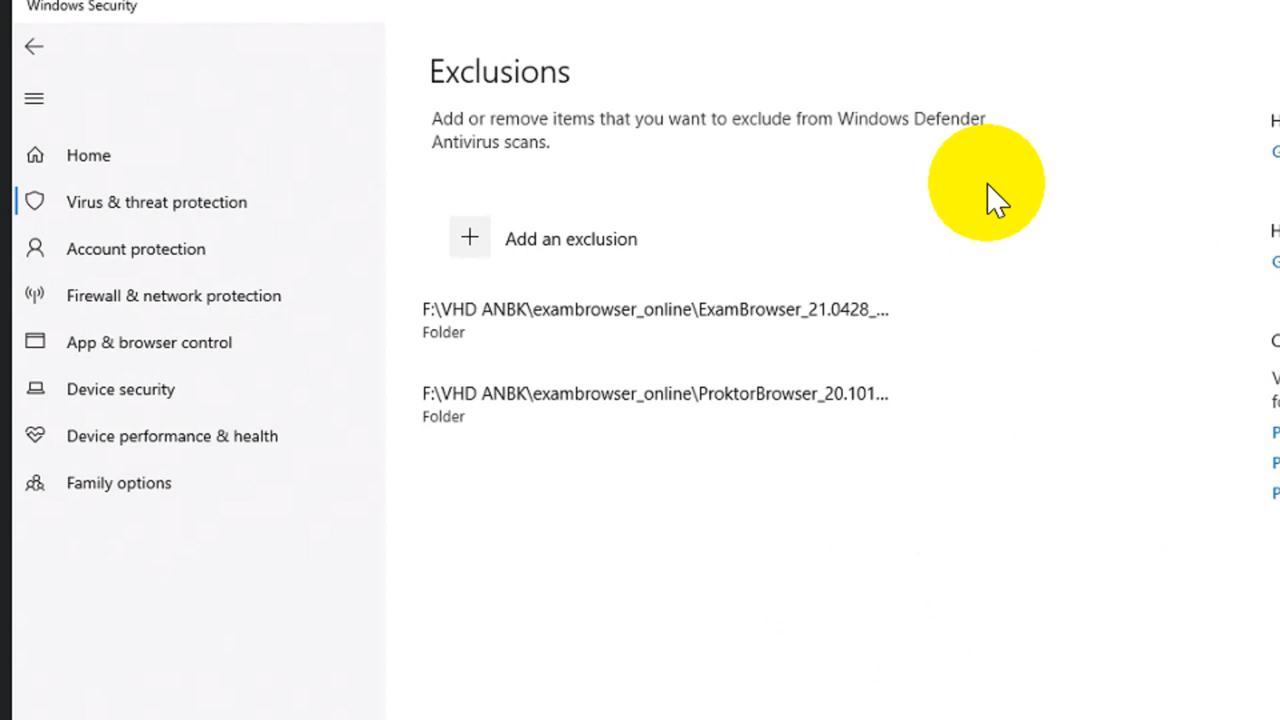 Windows Security
Exclusions
Add or remove items that you want to exclude from Windows Defender
Antivirus scans.
Home
Virus & threat protection
Account protection
Firewall & network protection
App & browser control
Device security
Device performance & health
Family options
Add an exclusion
F:\VHD ANBK\exambrowser_online\ExamBrowser_21.0428_...
Folder
F:\VHD ANBK\exambrowser_online\ProktorBrowser_20.101...
Folder